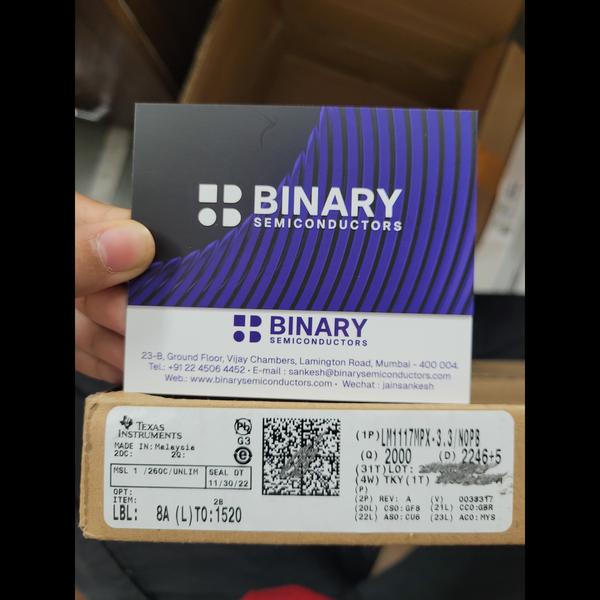 BINARY
SEMICONDUCTORS
BINARY
SEMICONDUCTORS
23-B, Ground Floor, Vijay Chambers, Lamington Road, Mumbai - 400 004.
Tel.: +91 22 4506 4452 • E-mail : sankesh@binarysemiconductors.com
Web.: www.binarysemiconductors.com • Wechat : jainsankesh
TEXAS
INSTRUMENTS
MADE IN: Malaysia
2DC: 2Q:
MSL 1 /260C/UNLIM
SEAL DT
11/30/22
OPT:
ITEM:
2B
LBL: 8A (L)TO:1520
Pb
G3
e
(1P)LM1117MPX-3.3/NOPB
(Q) 2000 (D) 2246+5
(31T)LOT:
(4W) TKY(1T)
(P)
(2P) REV: A (V) 0033317
(20L) CSO:GF8 (21L) CCO:GBR
(22L) ASO:CU6 (23L) ACO:MYS